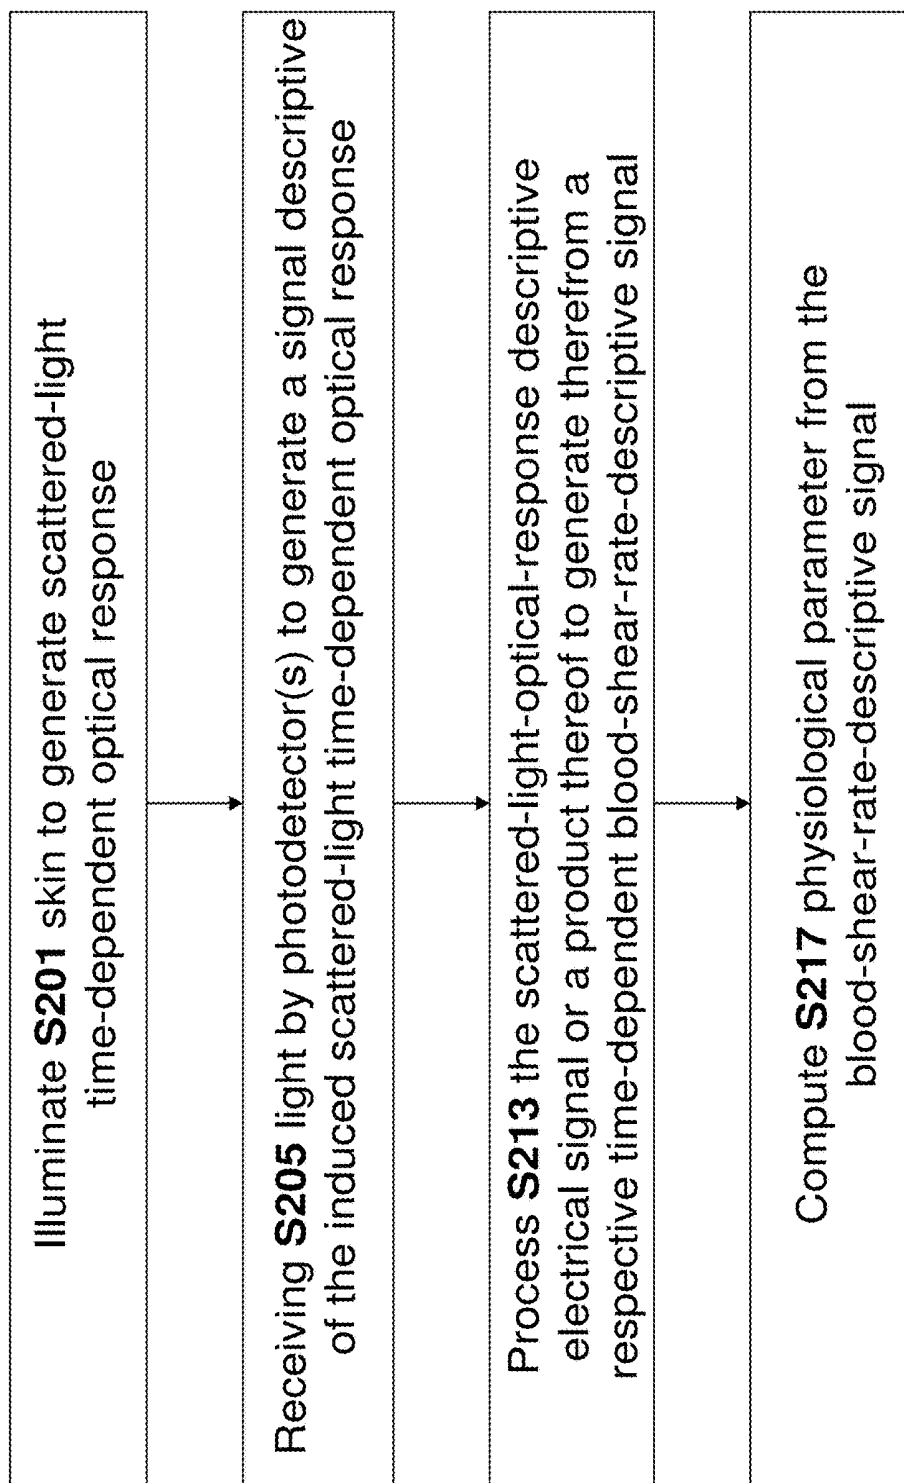 Illuminate S201 skin to generate scattered-light
time-dependent optical response
Receiving S205 light by photodetector(s) to generate a signal descriptive
of the induced scattered-light time-dependent optical response
Process S213 the scattered-light-optical-response descriptive
electrical signal or a product thereof to generate therefrom a
respective time-dependent blood-shear-rate-descriptive signal
Compute S217 physiological parameter from the
blood-shear-rate-descriptive signal